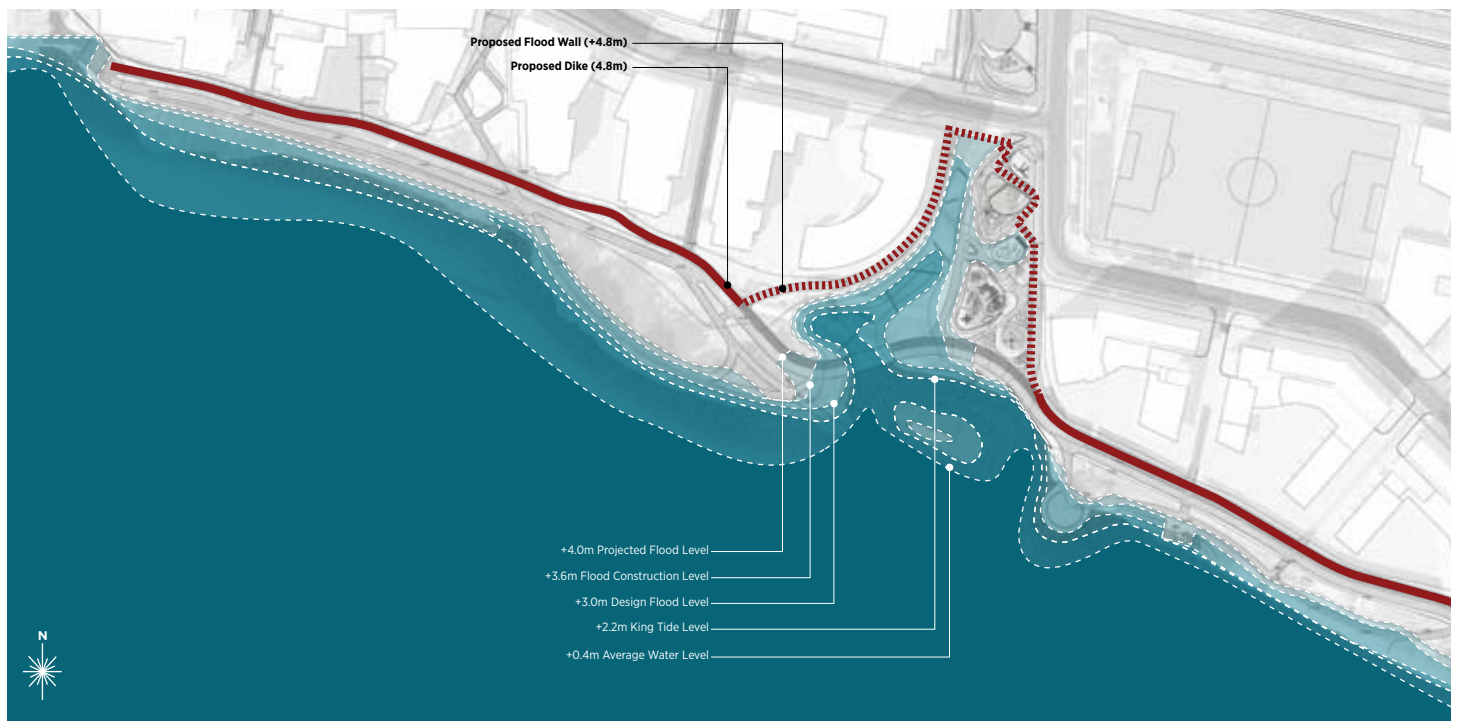 Proposed Flood Wall (+4.8m)
Proposed Dike (4.8m)
+4.0m Projected Flood Level
+3.6m Flood Construction Level
+3.0m Design Flood Level
+2.2m King Tide Level
+0.4m Average Water Level
N